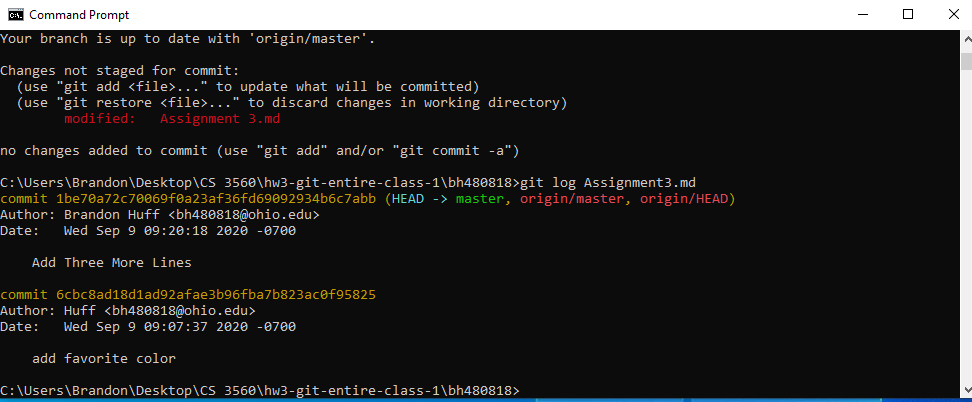 Command Prompt
Your branch is up to date with 'origin/master'.
Changes not staged for commit:
(use "git add <file>..." to update what will be committed)
(use "git restore <file>..." to discard changes in working directory)
modified:   Assignment 3.md
no changes added to commit (use "git add" and/or "git commit -a")
C:\Users\Brandon\Desktop\CS 3560\hw3-git-entire-class-1\bh480818>git log Assignment3.md
commit 1be70a72c70069f0a23af36fd69092934b6c7abb (HEAD -> master, origin/master, origin/HEAD)
Author: Brandon Huff <bh480818@ohio.edu>
Date:   Wed Sep 9 09:20:18 2020 -0700
Add Three More Lines
commit 6cbc8ad18d1ad92afae3b96fba7b823ac0f95825
Author: Huff <bh480818@ohio.edu>
Date:   Wed Sep 9 09:07:37 2020 -0700
add favorite color
C:\Users\Brandon\Desktop\CS 3560\hw3-git-entire-class-1\bh480818>